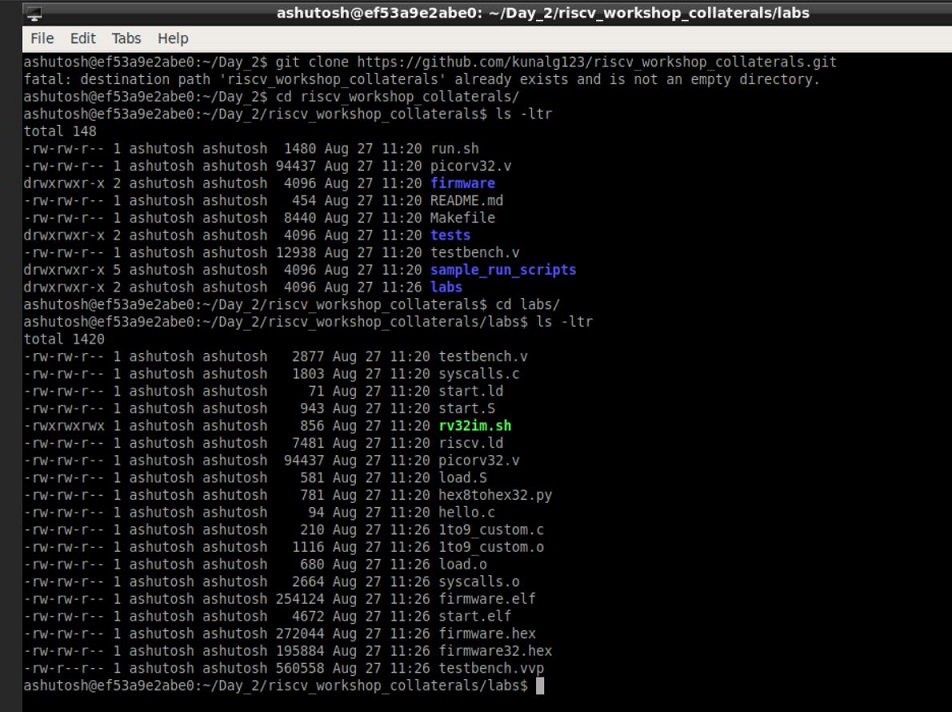 ashutosh@ef53a9e2abe0: ~/Day_2/riscv_workshop_collaterals/labs
File Edit Tabs Help
ashutosh@ef53a9e2abe0:~/Day_2$ git clone https://github.com/kunalg123/riscv_workshop_collaterals.git
fatal: destination path 'riscv_workshop_collaterals' already exists and is not an empty directory.
ashutosh@ef53a9e2abe0:~/Day_2$ cd riscv_workshop_collaterals/
ashutosh@ef53a9e2abe0:~/Day_2/riscv_workshop_collaterals$ ls -ltr
total 148
-rw-rw-r-- 1 ashutosh ashutosh  1480 Aug 27 11:20 run.sh
-rw-rw-r-- 1 ashutosh ashutosh 94437 Aug 27 11:20 picorv32.v
drwxrwxr-x 2 ashutosh ashutosh  4096 Aug 27 11:20 firmware
-rw-rw-r-- 1 ashutosh ashutosh   454 Aug 27 11:20 README.md
-rw-rw-r-- 1 ashutosh ashutosh  8440 Aug 27 11:20 Makefile
drwxrwxr-x 2 ashutosh ashutosh  4096 Aug 27 11:20 tests
-rw-rw-r-- 1 ashutosh ashutosh 12938 Aug 27 11:20 testbench.v
drwxrwxr-x 5 ashutosh ashutosh  4096 Aug 27 11:20 sample_run_scripts
drwxrwxr-x 2 ashutosh ashutosh  4096 Aug 27 11:26 labs
ashutosh@ef53a9e2abe0:~/Day_2/riscv_workshop_collaterals$ cd labs/
ashutosh@ef53a9e2abe0:~/Day_2/riscv_workshop_collaterals/labs$ ls -ltr
total 1420
-rw-rw-r-- 1 ashutosh ashutosh   2877 Aug 27 11:20 testbench.v
-rw-rw-r-- 1 ashutosh ashutosh   1803 Aug 27 11:20 syscalls.c
-rw-rw-r-- 1 ashutosh ashutosh     71 Aug 27 11:20 start.ld
-rw-rw-r-- 1 ashutosh ashutosh    943 Aug 27 11:20 start.S
-rwxrwxrwx 1 ashutosh ashutosh    856 Aug 27 11:20 rv32im.sh
-rw-rw-r-- 1 ashutosh ashutosh   7481 Aug 27 11:20 riscv.ld
-rw-rw-r-- 1 ashutosh ashutosh  94437 Aug 27 11:20 picorv32.v
-rw-rw-r-- 1 ashutosh ashutosh    581 Aug 27 11:20 load.S
-rw-rw-r-- 1 ashutosh ashutosh    781 Aug 27 11:20 hex8tohex32.py
-rw-rw-r-- 1 ashutosh ashutosh     94 Aug 27 11:20 hello.c
-rw-rw-r-- 1 ashutosh ashutosh    210 Aug 27 11:26 1to9_custom.c
-rw-rw-r-- 1 ashutosh ashutosh   1116 Aug 27 11:26 1to9_custom.o
-rw-rw-r-- 1 ashutosh ashutosh    680 Aug 27 11:26 load.o
-rw-rw-r-- 1 ashutosh ashutosh   2664 Aug 27 11:26 syscalls.o
-rw-rw-r-- 1 ashutosh ashutosh 254124 Aug 27 11:26 firmware.elf
-rw-rw-r-- 1 ashutosh ashutosh   4672 Aug 27 11:26 start.elf
-rw-rw-r-- 1 ashutosh ashutosh 272044 Aug 27 11:26 firmware.hex
-rw-rw-r-- 1 ashutosh ashutosh 195884 Aug 27 11:26 firmware32.hex
-rw-r--r-- 1 ashutosh ashutosh 560558 Aug 27 11:26 testbench.vvp
ashutosh@ef53a9e2abe0:~/Day_2/riscv_workshop_collaterals/labs$